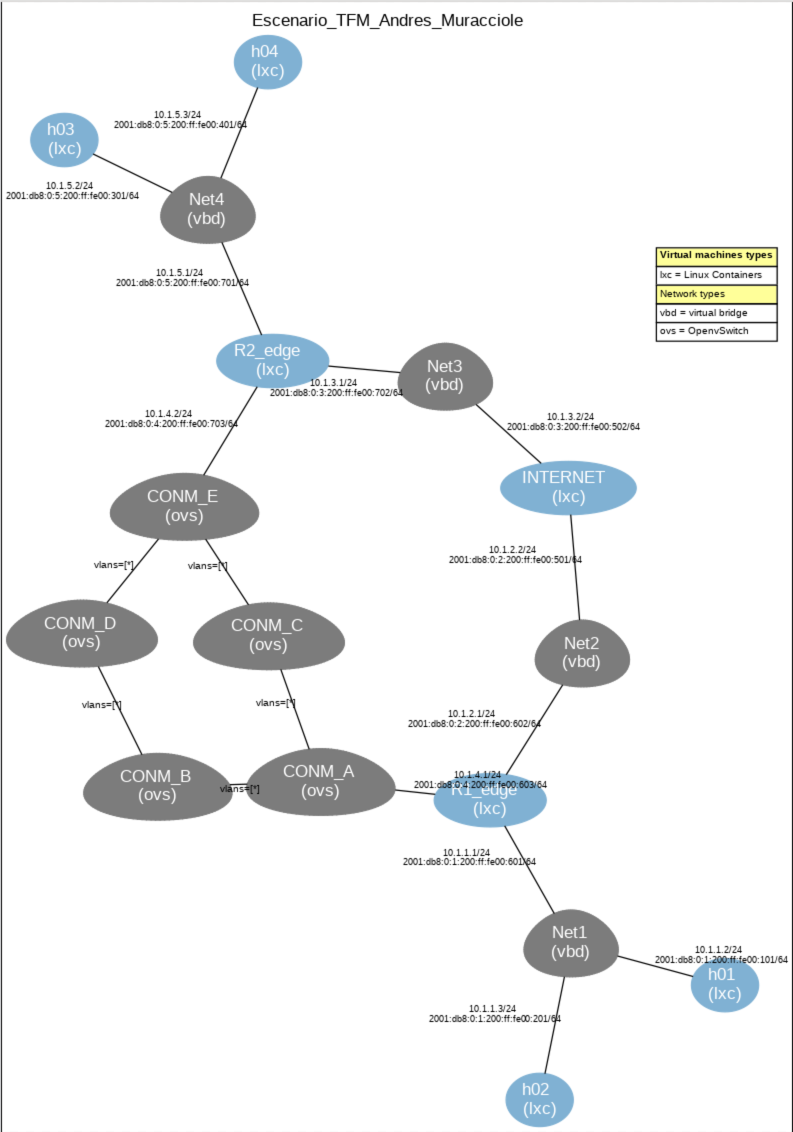 Escenario_TFM_Andres_Muracciole
h04
(lxc)
10.1.5.3/24
2001:db8:0:5:200:ff:fe00:401/64
h03
(lxc)
10.1.5.2/24
2001:db8:0:5:200:ff:fe00:301/64
Net4
(vbd)
10.1.5.1/24
2001:db8:0:5:200:ff:fe00:701/64
Virtual machines types
lxc = Linux Containers
Network types
vbd = virtual bridge
ovs = OpenvSwitch
R2_edge
(lxc)
Net3
(vbd)
10.1.3.1/24
2001:db8:0:3:200:ff:fe00:702/64
10.1.4.2/24
2001:db8:0:4:200:ff:fe00:703/64
10.1.3.2/24
2001:db8:0:3:200:ff:fe00:502/64
INTERNET
(lxc)
CONM_E
(ovs)
10.1.2.2/24
2001:db8:0:2:200:ff:fe00:501/64
vlans=[*]
vlans=[*]
CONM_D
(ovs)
CONM_C
(ovs)
Net2
(vbd)
vlans=[*]
vlans=[*]
10.1.2.1/24
2001:db8:0:2:200:ff:fe00:602/64
CONM_B
(ovs)
vlans=[*]
CONM_A
(ovs)
10.1.4.1/24
2001:db8:0:4:200:ff:fe00:603/64
R1_edge
(lxc)
10.1.1.1/24
2001:db8:0:1:200:ff:fe00:601/64
Net1
(vbd)
10.1.1.2/24
2001:db8:0:1:200:ff:fe00:101/64
h01
(lxc)
10.1.1.3/24
2001:db8:0:1:200:ff:fe00:201/64
h02
(lxc)